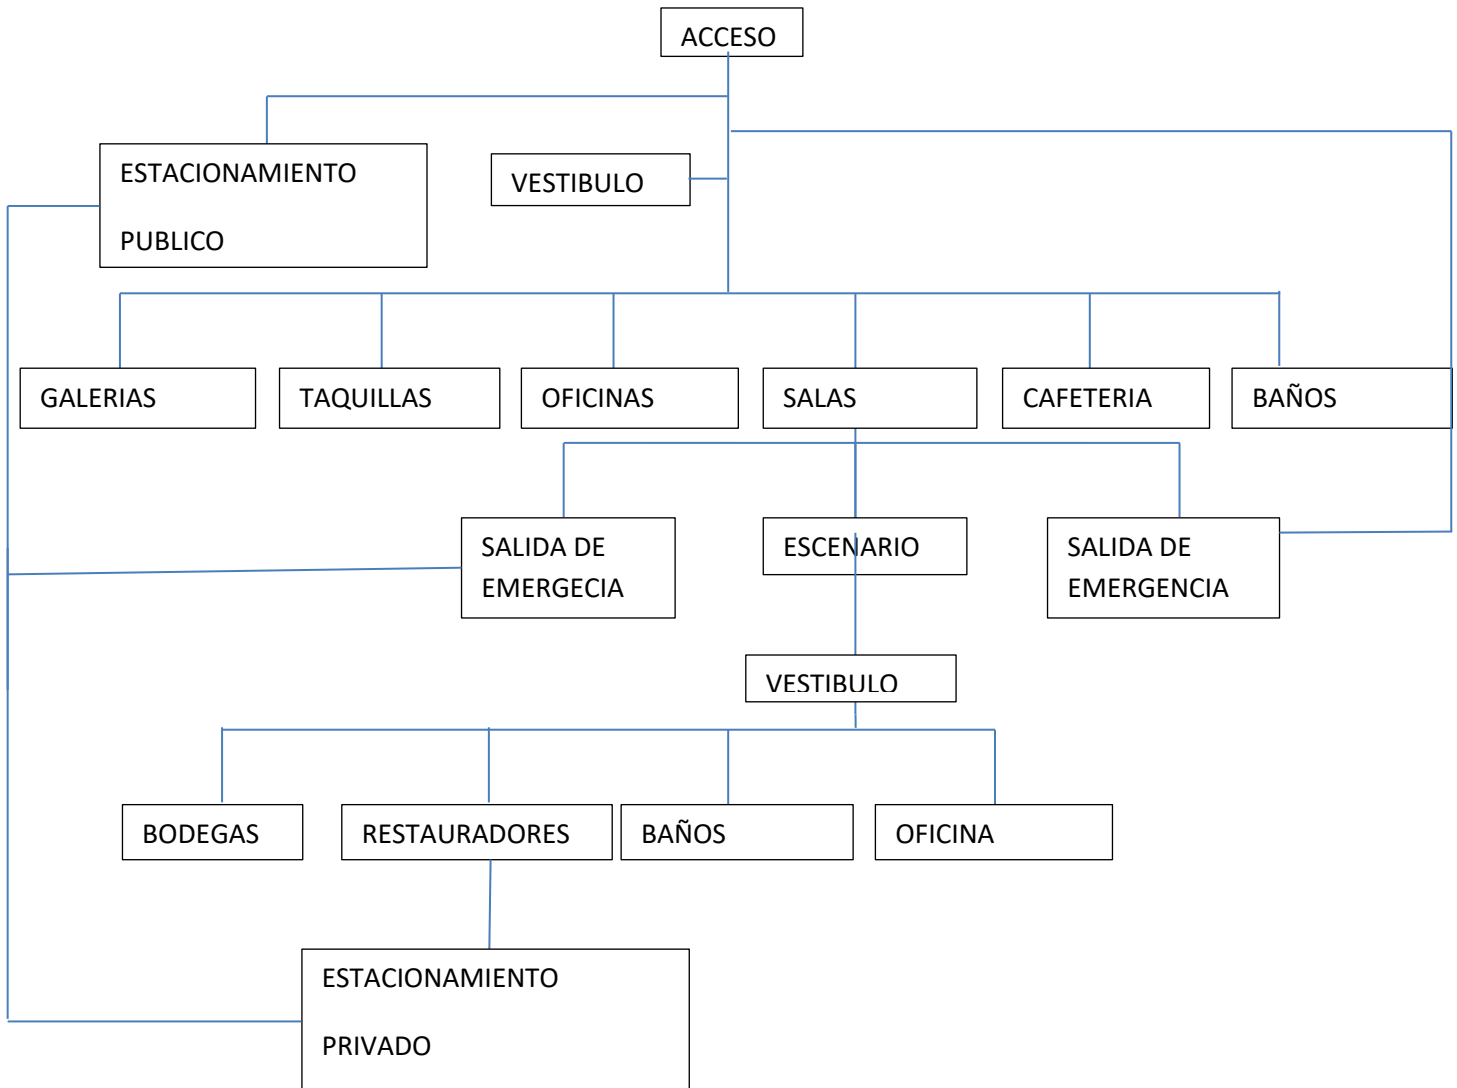 ACCESO
ESTACIONAMIENTO
PUBLICO
VESTIBULO
GALERIAS
TAQUILLAS
OFICINAS
SALAS
CAFETERIA
BAÑOS
SALIDA DE
EMERGECIA
ESCENARIO
SALIDA DE
EMERGENCIA
VESTIBULO
BODEGAS
RESTAURADORES
BAÑOS
OFICINA
ESTACIONAMIENTO
PRIVADO